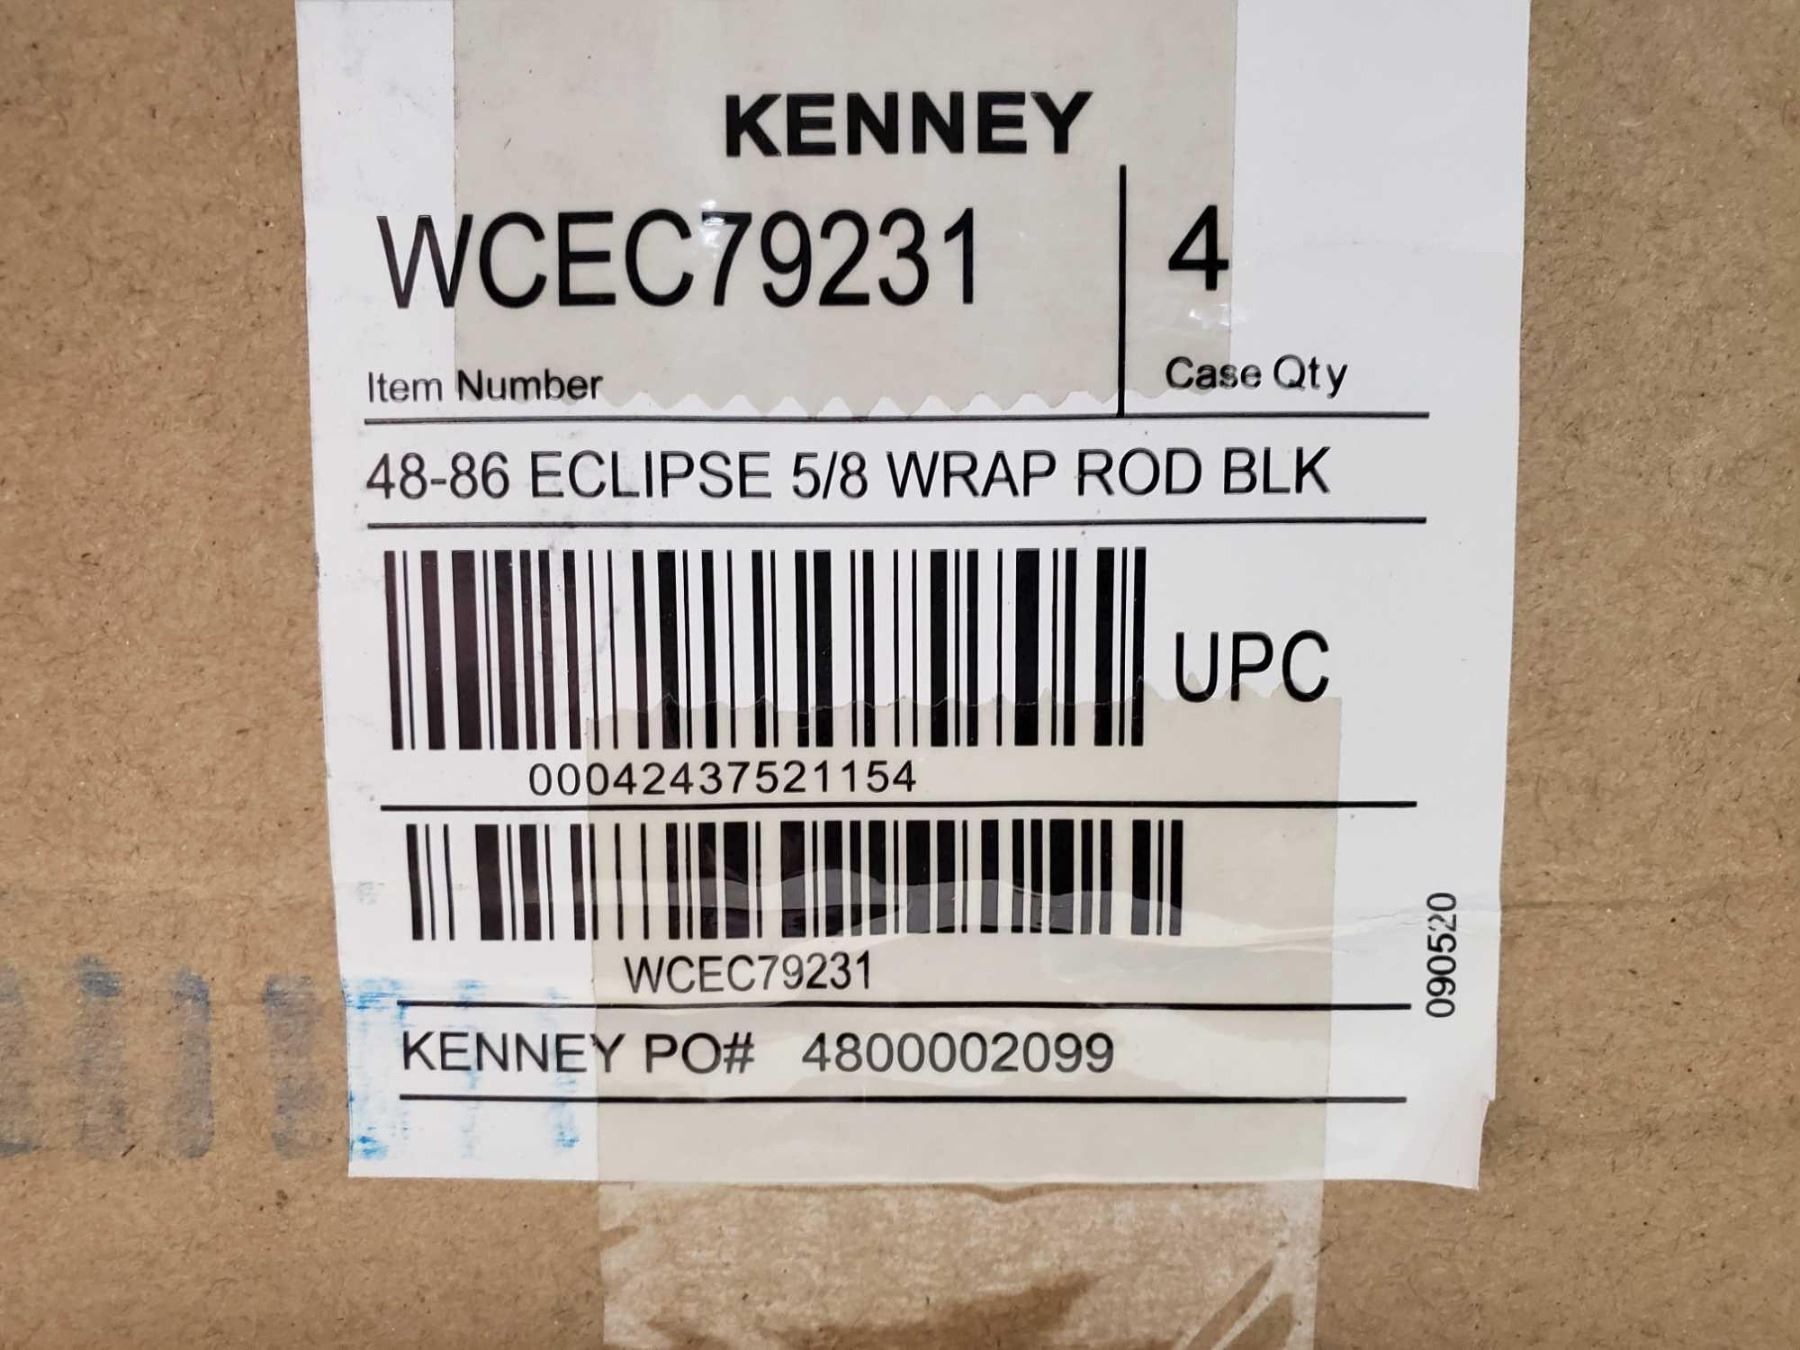 KENNEY
WCEC79231
4
Item Number
Case Qty
48-86 ECLIPSE 5/8 WRAP ROD BLK
UPC
00042437521154
WCEC79231
090520
KENNEY PO# 4800002099